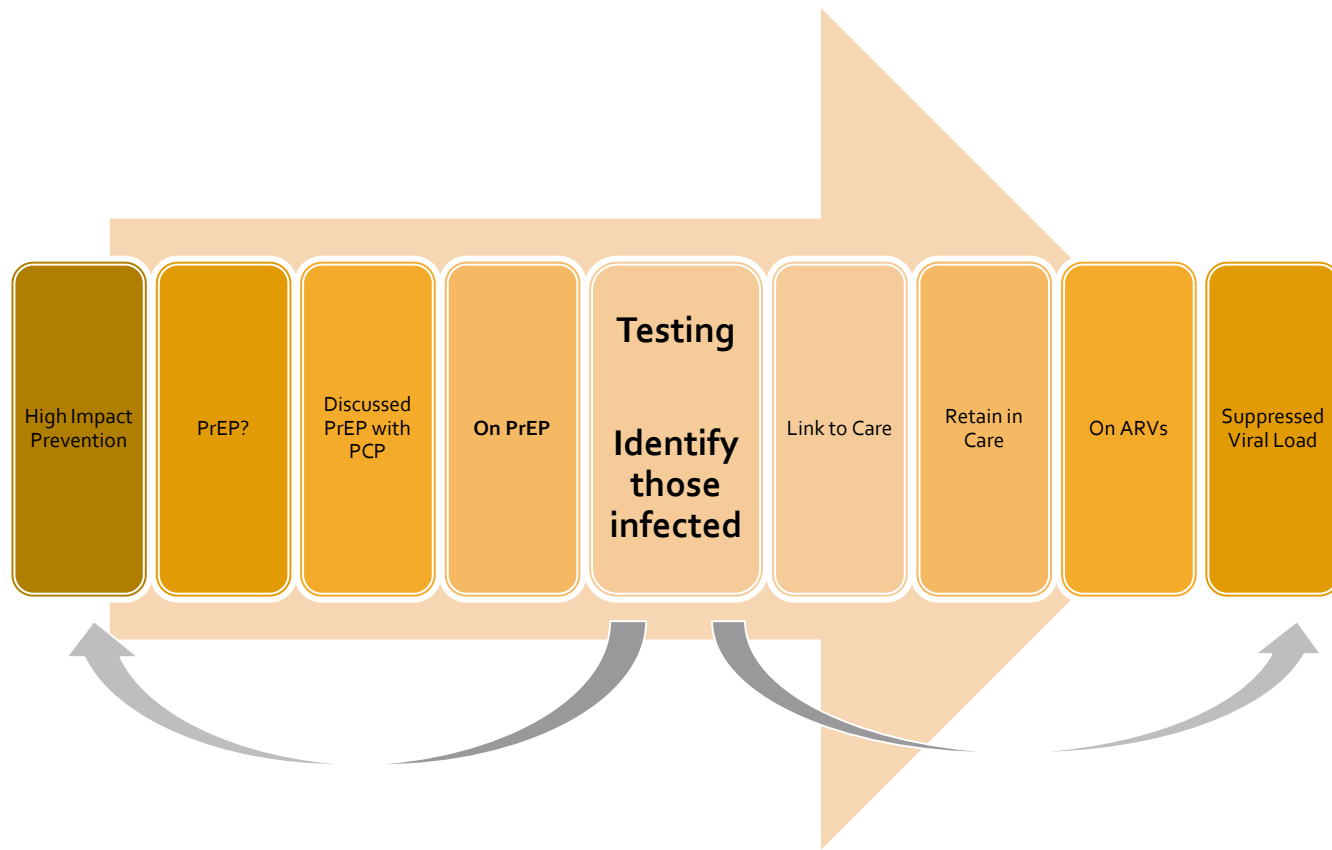 High Impact
Prevention
PrEP?
Discussed
PrEP with
PCP
On PrEP
Testing
Identify
those
infected
Link to Care
Retain in
Care
On ARVs
Suppressed
Viral Load